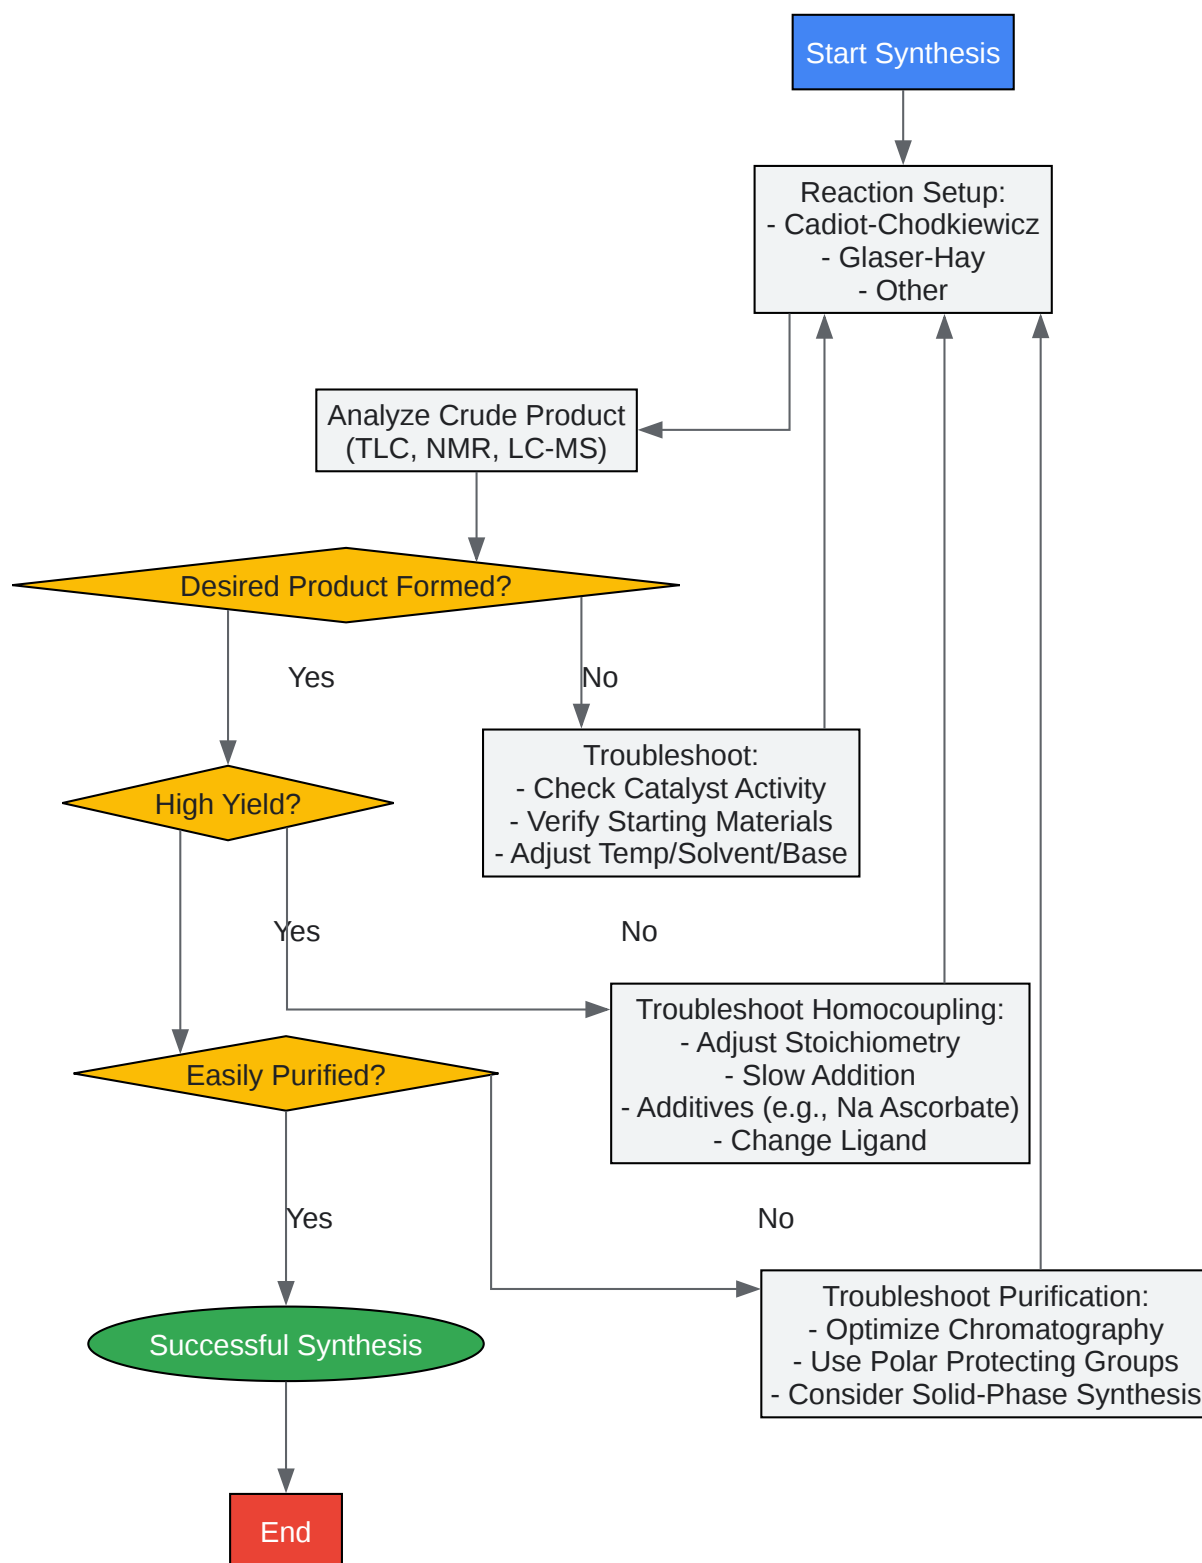 Start Synthesis
Reaction Setup:
- Cadiot-Chodkiewicz
- Glaser-Hay
- Other
Analyze Crude Product
(TLC, NMR, LC-MS)
Desired Product Formed?
Yes
No
Troubleshoot:
- Check Catalyst Activity
- Verify Starting Materials
- Adjust Temp/Solvent/Base
High Yield?
Yes
No
Troubleshoot Homocoupling:
- Adjust Stoichiometry
- Slow Addition
- Additives (e.g., Na Ascorbate)
- Change Ligand
Easily Purified?
Yes
No
Troubleshoot Purification:
- Optimize Chromatography
- Use Polar Protecting Groups
- Consider Solid-Phase Synthesis
Successful Synthesis
End